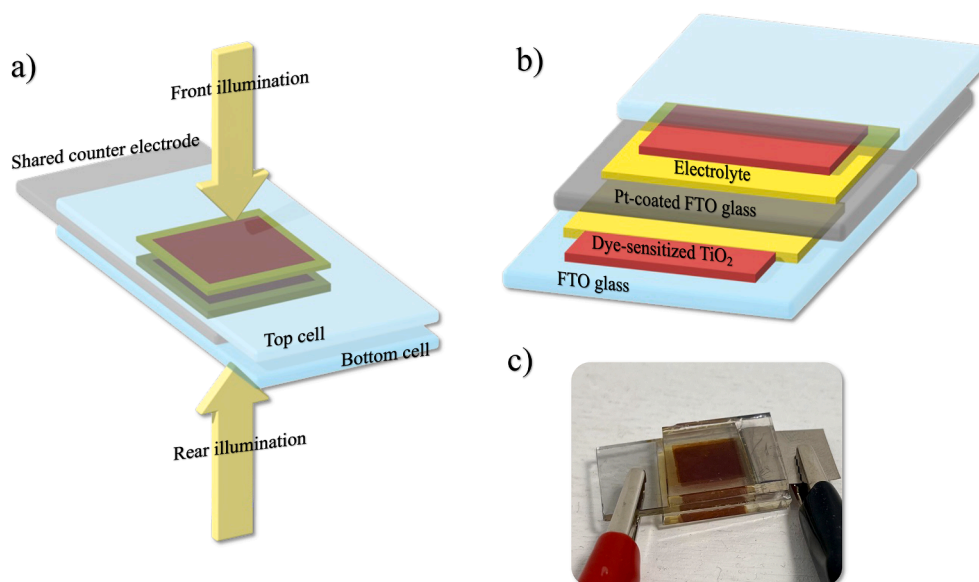 a)
Front illumination
Shared counter electrode
Top cell
Bottom cell
Rear illumination
b)
Electrolyte
Pt-coated FTO glass
Dye-sensitized TiO₂
FTO glass
c)